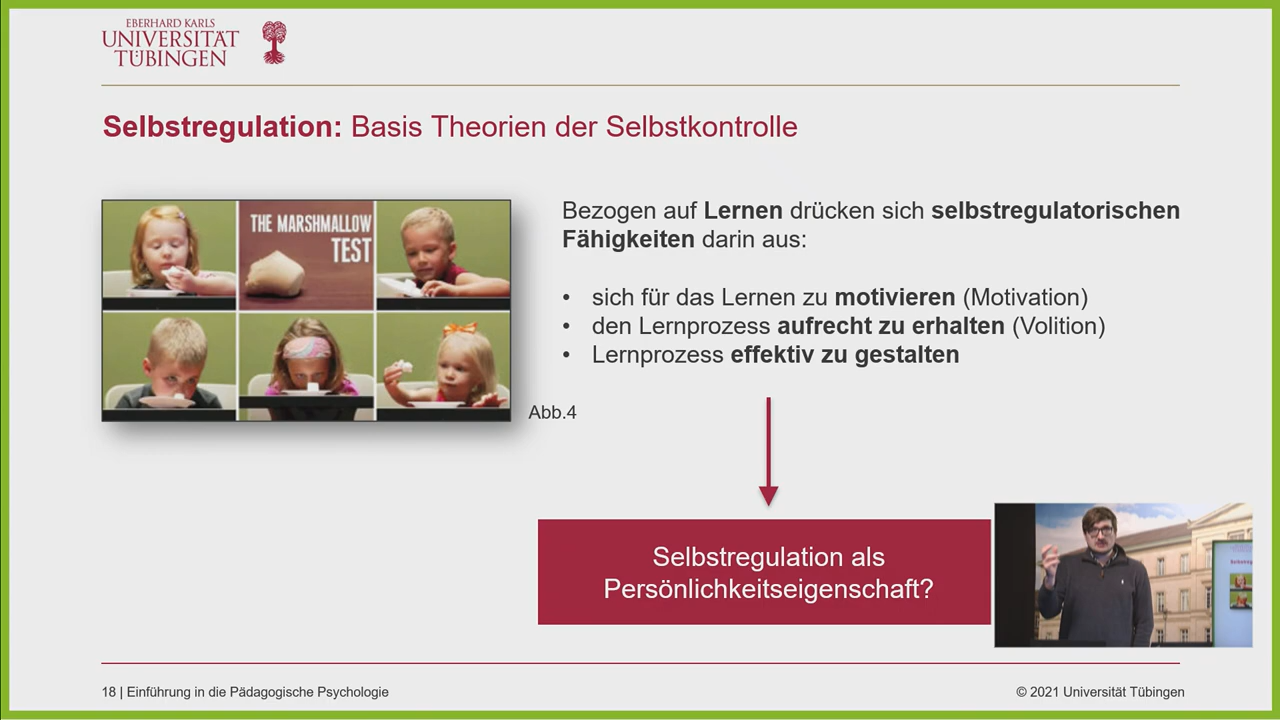 EBERHARD KARLS
UNIVERSITÄT
TÜBINGEN
Selbstregulation: Basis Theorien der Selbstkontrolle
THE MARSHMALLOW
TEST
Abb.4
Bezogen auf Lernen drücken sich selbstregulatorischen
Fähigkeiten darin aus:
• sich für das Lernen zu motivieren (Motivation)
• den Lernprozess aufrecht zu erhalten (Volition)
• Lernprozess effektiv zu gestalten
Selbstregulation als
Persönlichkeitseigenschaft?
18 | Einführung in die Pädagogische Psychologie
© 2021 Universität Tübingen